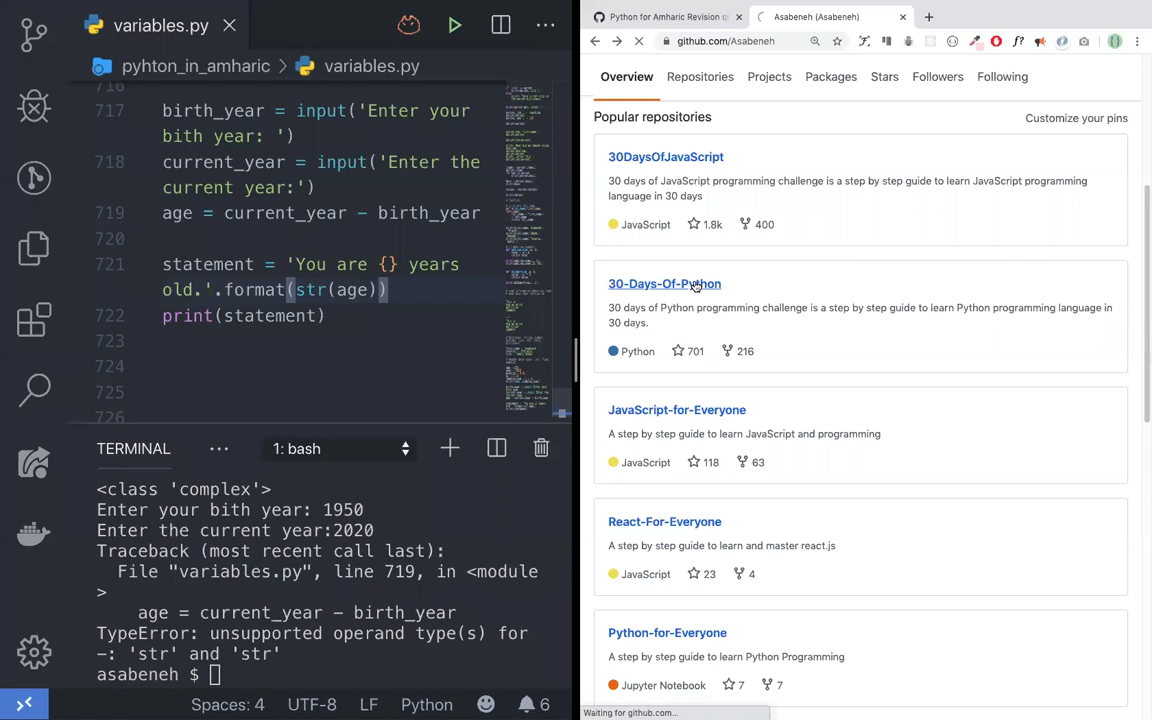 variables.py
pyhton_in_amharic > variables.py
716
717 birth_year = input('Enter your
bith year: ')
718 current_year = input('Enter the
current year:')
719 age = current_year - birth_year
720
721 statement = 'You are {} years
old.'.format(str(age))
722 print(statement)
723
724
725
726
TERMINAL ... 1: bash
<class 'complex'>
Enter your bith year: 1950
Enter the current year:2020
Traceback (most recent call last):
File "variables.py", line 719, in <module
>
age = current_year - birth_year
TypeError: unsupported operand type(s) for
-: 'str' and 'str'
asabeneh $
Spaces: 4 UTF-8 LF Python 6
Python for Amharic Revision Asabeneh (Asabeneh)
github.com/Asabeneh
Overview Repositories Projects Packages Stars Followers Following
Popular repositories Customize your pins
30DaysOfJavaScript
30 days of JavaScript programming challenge is a step by step guide to learn JavaScript programming
language in 30 days
JavaScript 1.8k 400
30-Days-Of-Python
30 days of Python programming challenge is a step by step guide to learn Python programming language in
30 days.
Python 701 216
JavaScript-for-Everyone
A step by step guide to learn JavaScript and programming
JavaScript 118 63
React-For-Everyone
A step by step guide to learn and master react.js
JavaScript 23 4
Python-for-Everyone
A step by step guide to learn Python Programming
Jupyter Notebook 7 7
Waiting for github.com...